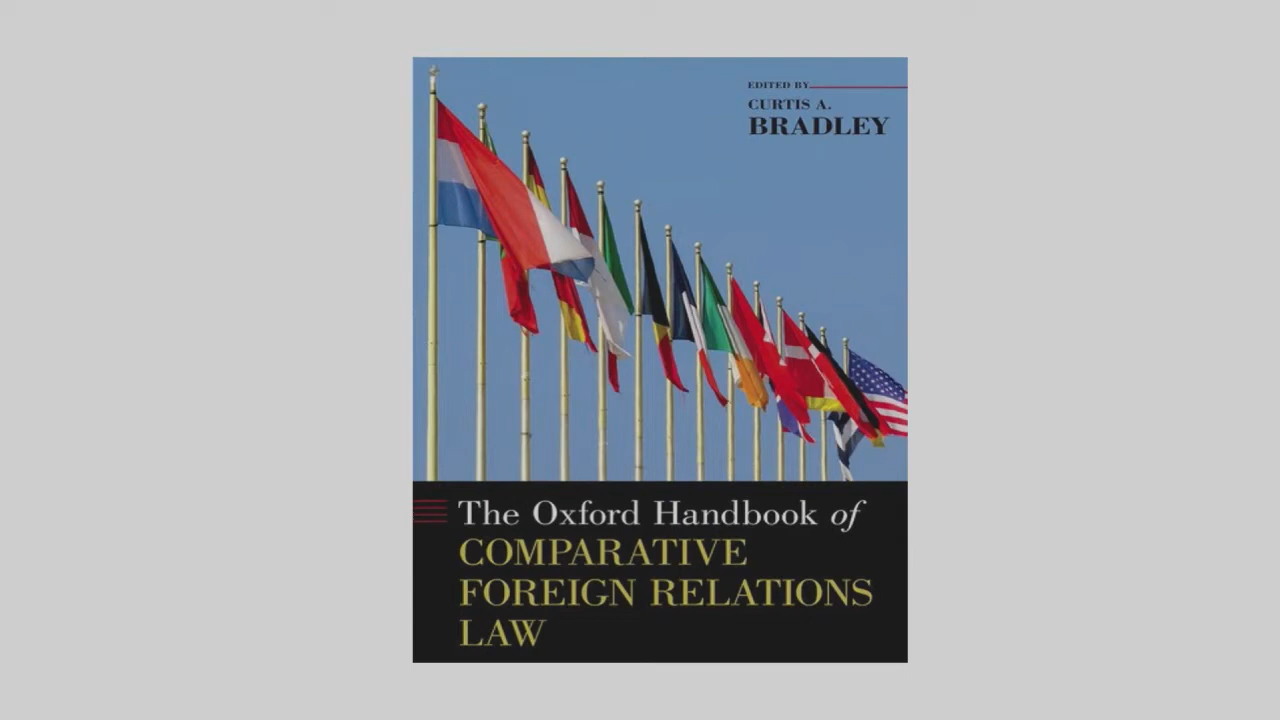 EDITED BY
CURTIS A.
BRADLEY
The Oxford Handbook of
COMPARATIVE
FOREIGN RELATIONS
LAW